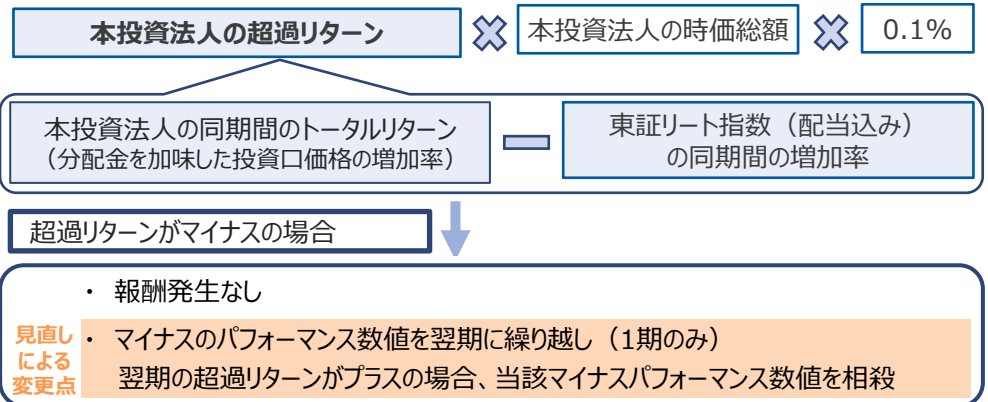 本投資法人の超過リターン
本投資法人の時価総額
0.1%
本投資法人の同期間のトータルリターン
（分配金を加味した投資口価格の増加率）
東証リート指数（配当込み）
の同期間の増加率
超過リターンがマイナスの場合
・ 報酬発生なし
見直し
による
変更点
・ マイナスのパフォーマンス数値を翌期に繰り越し（1期のみ）
翌期の超過リターンがプラスの場合、当該マイナスパフォーマンス数値を相殺